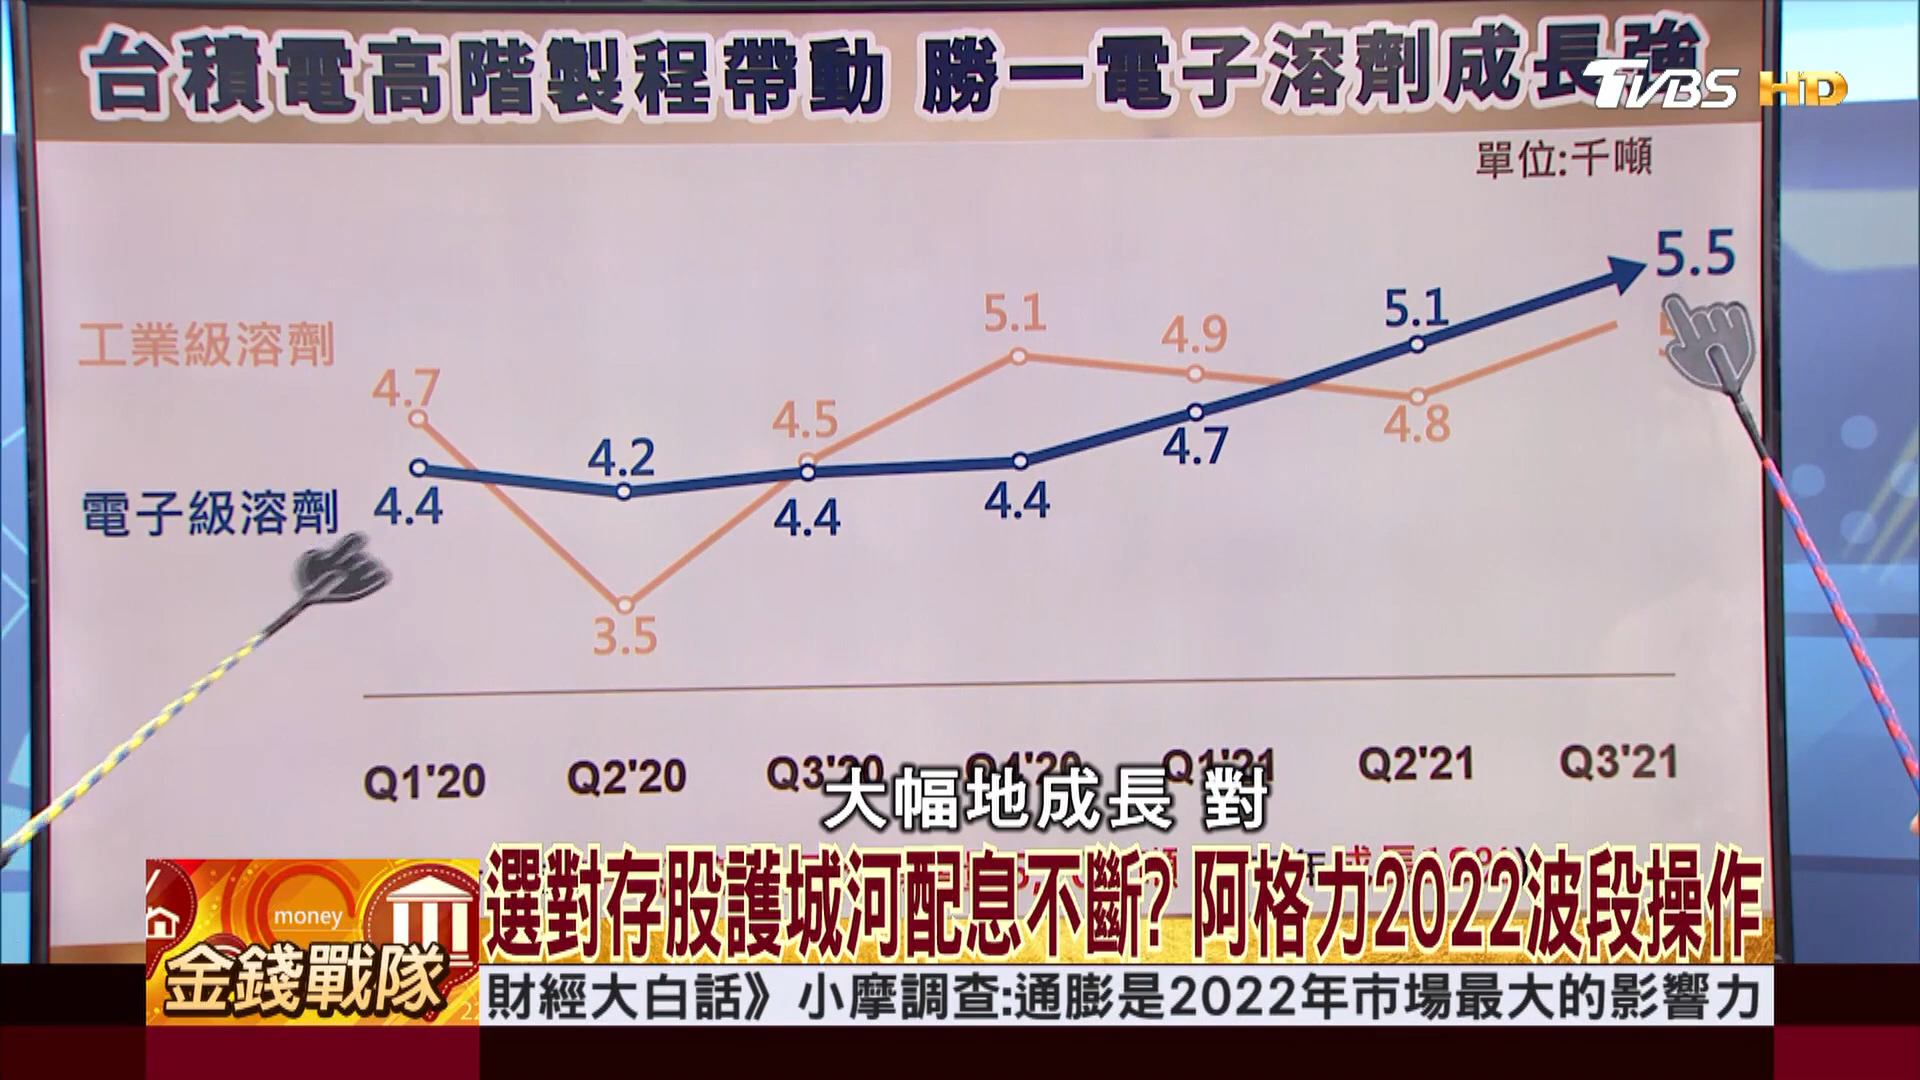 台積電高階製程帶動 勝一電子溶劑成長強
TVBS HD
單位:千噸
5.5
5.1
5.1
4.9
工業級溶劑
4.7
4.5
4.2
4.7
4.8
電子級溶劑
4.4
4.4
4.4
3.5
Q1'20 Q2'20 Q3'20 Q4'20 Q1'21 Q2'21 Q3'21
大幅地成長 對
選對存股護城河配息不斷? 阿格力2022波段操作
money
金錢戰隊
財經大白話》小摩調查:通膨是2022年市場最大的影響力